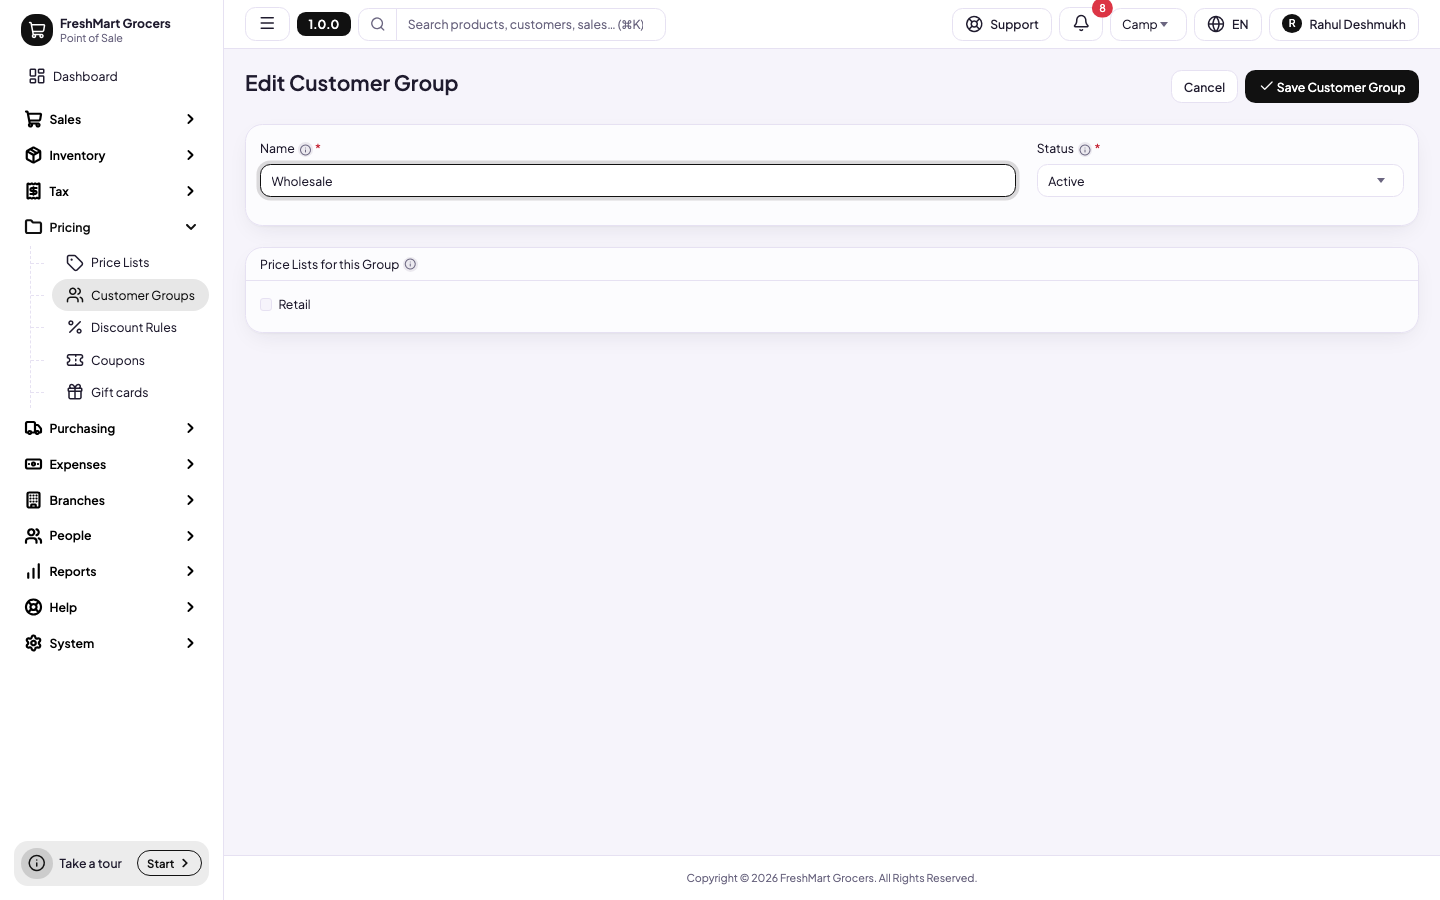 FreshMart Grocers
Point of Sale
Dashboard
Sales
Inventory
Tax
Pricing
Price Lists
Customer Groups
Discount Rules
Coupons
Gift cards
Purchasing
Expenses
Branches
People
Reports
Help
System
Take a tour
Start
1.0.0
Search products, customers, sales... (⌘K)
Support
8
Camp
EN
R
Rahul Deshmukh
Edit Customer Group
Cancel
Save Customer Group
Name *
Wholesale
Status *
Active
Price Lists for this Group
Retail
Copyright © 2026 FreshMart Grocers. All Rights Reserved.